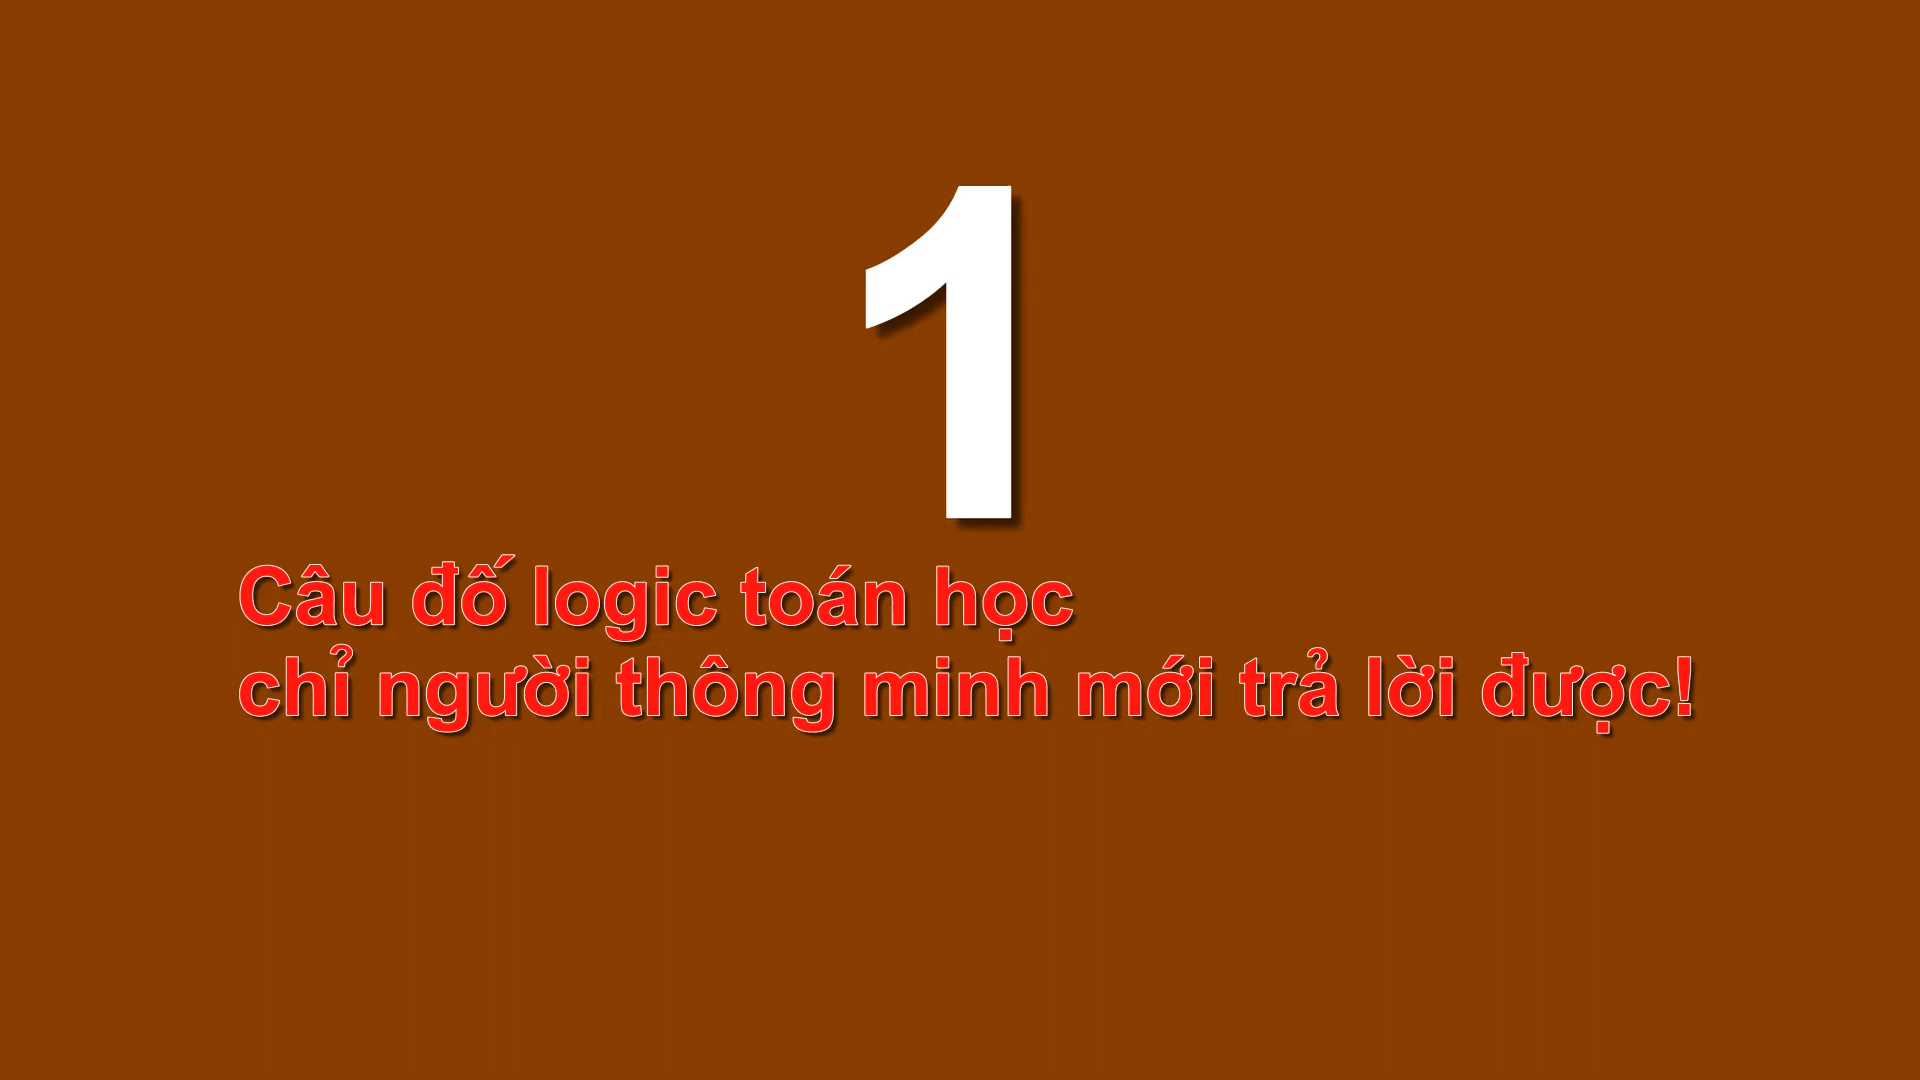 1
Câu đố logic toán học
chỉ người thông minh mới trả lời được!